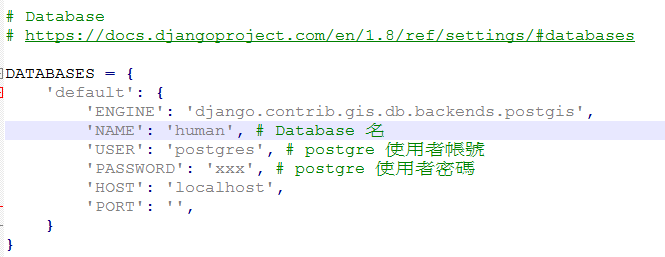 # Database
# https://docs.djangoproject.com/en/1.8/ref/settings/#databases
DATABASES = {
'default': {
'ENGINE': 'django.contrib.gis.db.backends.postgis',
'NAME': 'human', # Database 名
'USER': 'postgres', # postgre 使用者帳號
'PASSWORD': 'xxx', # postgre 使用者密碼
'HOST': 'localhost',
'PORT': '',
}
}